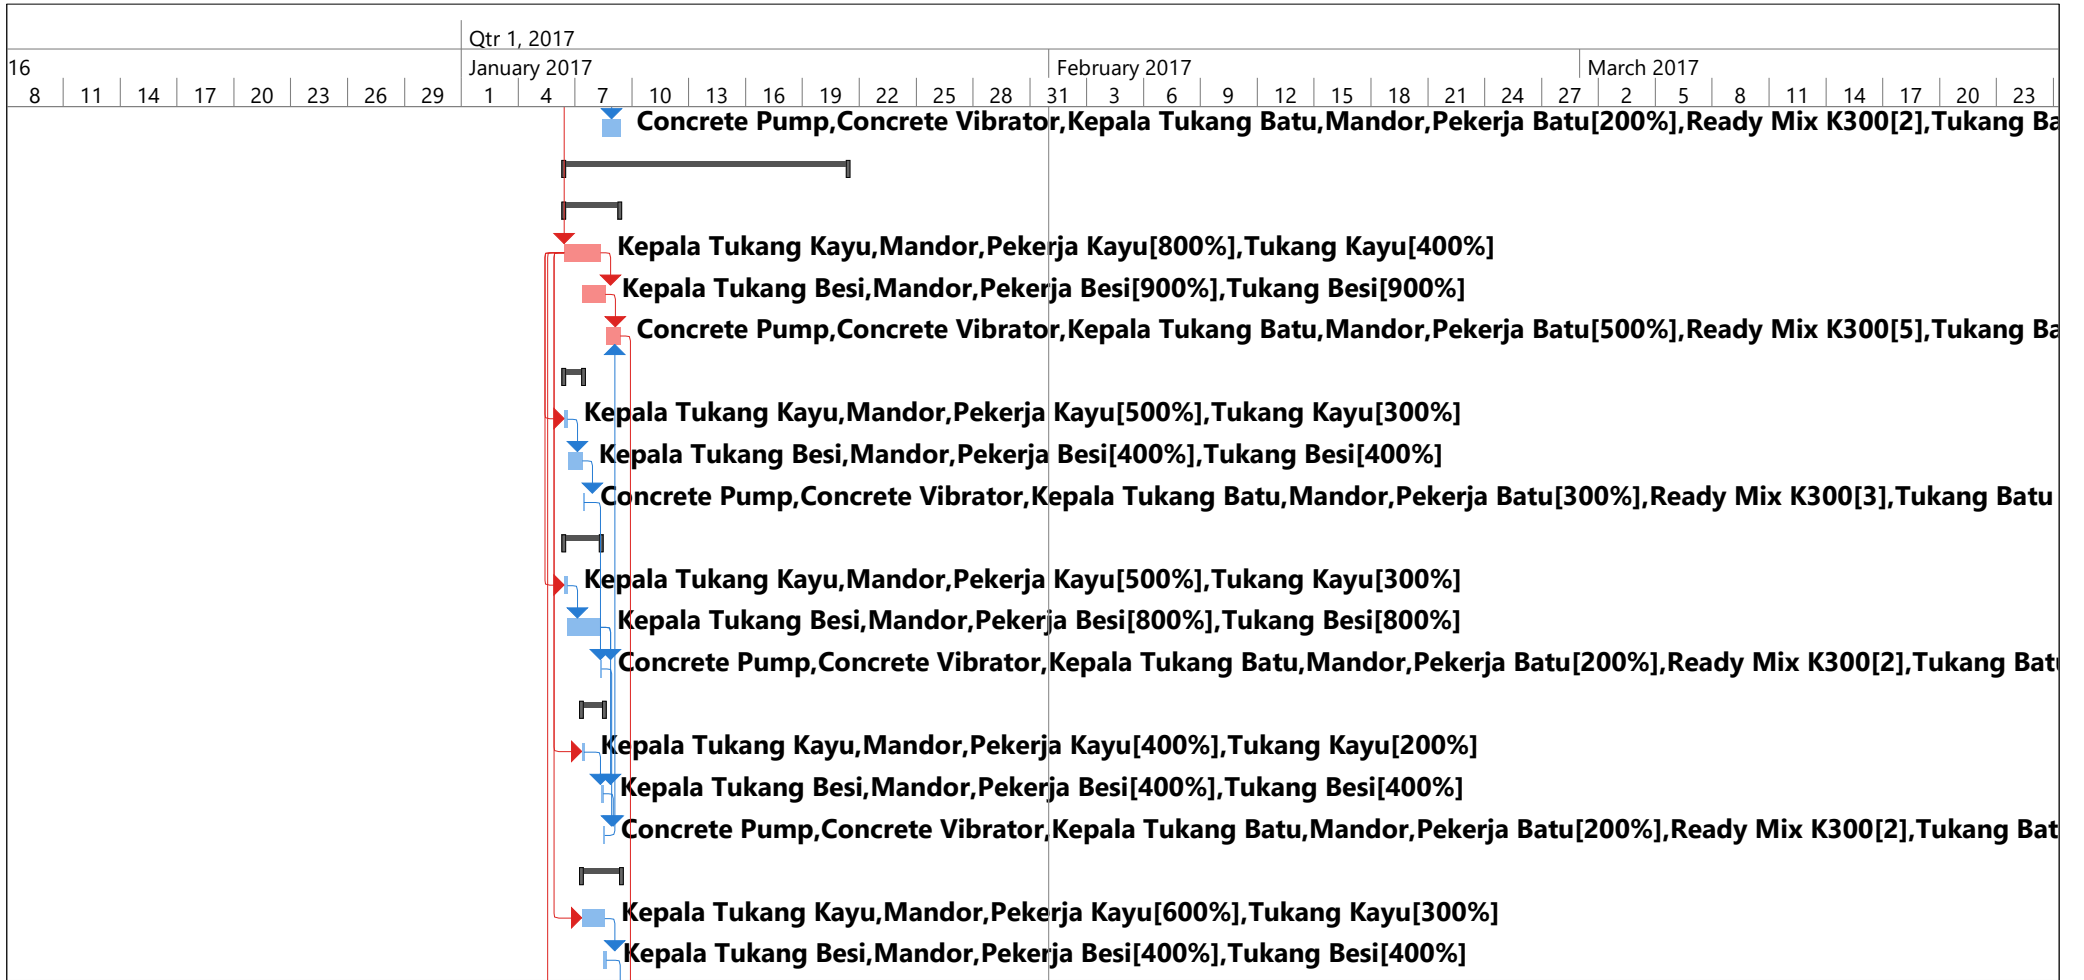 Qtr 1, 2017
16 January 2017 February 2017 March 2017
8 11 14 17 20 23 26 29 1 4 7 10 13 16 19 22 25 28 31 3 6 9 12 15 18 21 24 27 2 5 8 11 14 17 20 23
Concrete Pump,Concrete Vibrator,Kepala Tukang Batu,Mandor,Pekerja Batu[200%],Ready Mix K300[2],Tukang Ba
Kepala Tukang Kayu,Mandor,Pekerja Kayu[800%],Tukang Kayu[400%]
Kepala Tukang Besi,Mandor,Pekerja Besi[900%],Tukang Besi[900%]
Concrete Pump,Concrete Vibrator,Kepala Tukang Batu,Mandor,Pekerja Batu[500%],Ready Mix K300[5],Tukang Ba
Kepala Tukang Kayu,Mandor,Pekerja Kayu[500%],Tukang Kayu[300%]
Kepala Tukang Besi,Mandor,Pekerja Besi[400%],Tukang Besi[400%]
Concrete Pump,Concrete Vibrator,Kepala Tukang Batu,Mandor,Pekerja Batu[300%],Ready Mix K300[3],Tukang Batu
Kepala Tukang Kayu,Mandor,Pekerja Kayu[500%],Tukang Kayu[300%]
Kepala Tukang Besi,Mandor,Pekerja Besi[800%],Tukang Besi[800%]
Concrete Pump,Concrete Vibrator,Kepala Tukang Batu,Mandor,Pekerja Batu[200%],Ready Mix K300[2],Tukang Batu
Kepala Tukang Kayu,Mandor,Pekerja Kayu[400%],Tukang Kayu[200%]
Kepala Tukang Besi,Mandor,Pekerja Besi[400%],Tukang Besi[400%]
Concrete Pump,Concrete Vibrator,Kepala Tukang Batu,Mandor,Pekerja Batu[200%],Ready Mix K300[2],Tukang Bat
Kepala Tukang Kayu,Mandor,Pekerja Kayu[600%],Tukang Kayu[300%]
Kepala Tukang Besi,Mandor,Pekerja Besi[400%],Tukang Besi[400%]